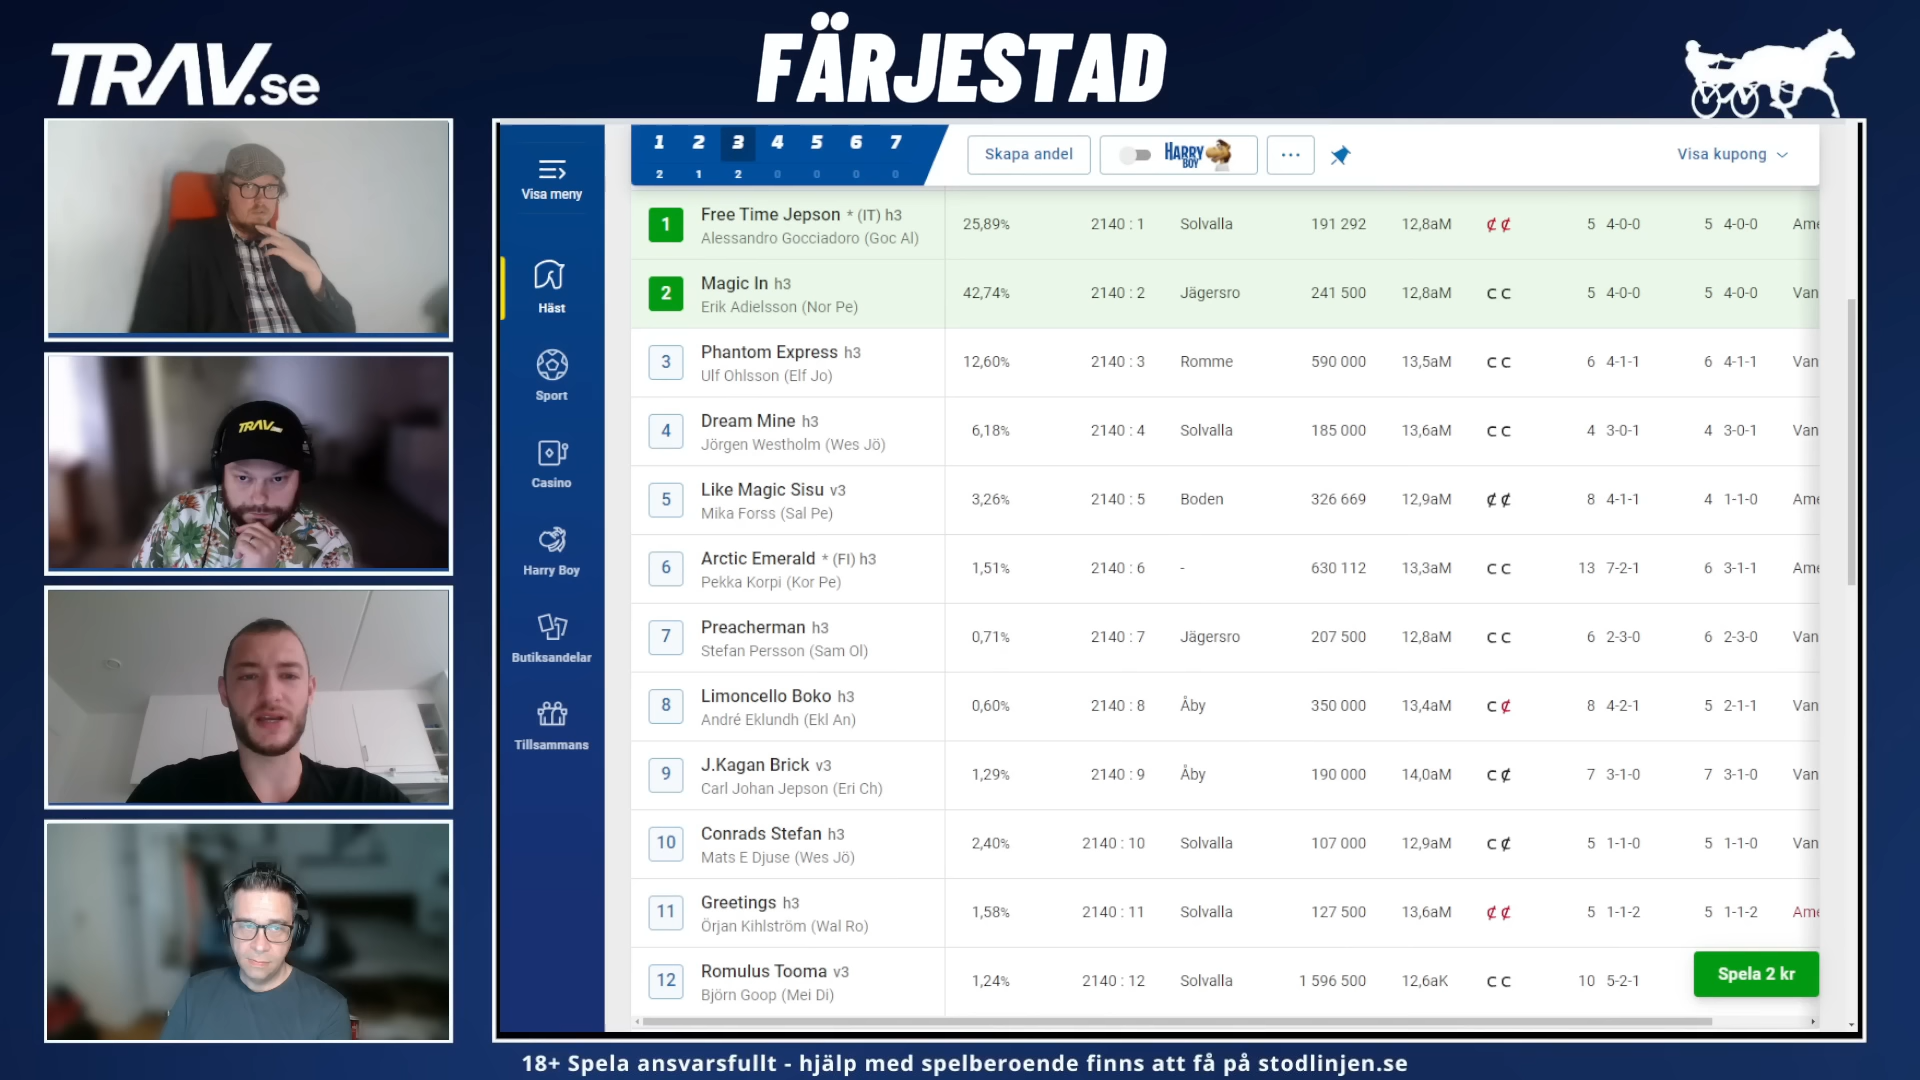 TRAV.se
FÄRJESTAD
TRAV.se
Visa meny
Häst
Sport
Casino
Harry Boy
Butiksandelar
Tillsammans
1 2 3 4 5 6 7
2 1 2 0 0 0 0
Skapa andel
HARRY BOY
...
Visa kupong
1 Free Time Jepson * (IT) h3 25,89% 2140 : 1 Solvalla 191 292 12,8aM ȼ ȼ 5 4-0-0 5 4-0-0 Ame
Alessandro Gocciadoro (Goc Al)
2 Magic In h3 42,74% 2140 : 2 Jägersro 241 500 12,8aM C C 5 4-0-0 5 4-0-0 Van
Erik Adielsson (Nor Pe)
3 Phantom Express h3 12,60% 2140 : 3 Romme 590 000 13,5aM C C 6 4-1-1 6 4-1-1 Van
Ulf Ohlsson (Elf Jo)
4 Dream Mine h3 6,18% 2140 : 4 Solvalla 185 000 13,6aM C C 4 3-0-1 4 3-0-1 Van
Jörgen Westholm (Wes Jö)
5 Like Magic Sisu v3 3,26% 2140 : 5 Boden 326 669 12,9aM ȼ ȼ 8 4-1-1 4 1-1-0 Ame
Mika Forss (Sal Pe)
6 Arctic Emerald * (FI) h3 1,51% 2140 : 6 - 630 112 13,3aM C C 13 7-2-1 6 3-1-1 Ame
Pekka Korpi (Kor Pe)
7 Preacherman h3 0,71% 2140 : 7 Jägersro 207 500 12,8aM C C 6 2-3-0 6 2-3-0 Van
Stefan Persson (Sam Ol)
8 Limoncello Boko h3 0,60% 2140 : 8 Åby 350 000 13,4aM C ȼ 8 4-2-1 5 2-1-1 Van
André Eklundh (Ekl An)
9 J.Kagan Brick v3 1,29% 2140 : 9 Åby 190 000 14,0aM C ȼ 7 3-1-0 7 3-1-0 Van
Carl Johan Jepson (Eri Ch)
10 Conrads Stefan h3 2,40% 2140 : 10 Solvalla 107 000 12,9aM C ȼ 5 1-1-0 5 1-1-0 Van
Mats E Djuse (Wes Jö)
11 Greetings h3 1,58% 2140 : 11 Solvalla 127 500 13,6aM ȼ ȼ 5 1-1-2 5 1-1-2 Ame
Örjan Kihlström (Wal Ro)
12 Romulus Tooma v3 1,24% 2140 : 12 Solvalla 1 596 500 12,6aK C C 10 5-2-1
Björn Goop (Mei Di)
Spela 2 kr
18+ Spela ansvarsfullt - hjälp med spelberoende finns att få på stodlinjen.se